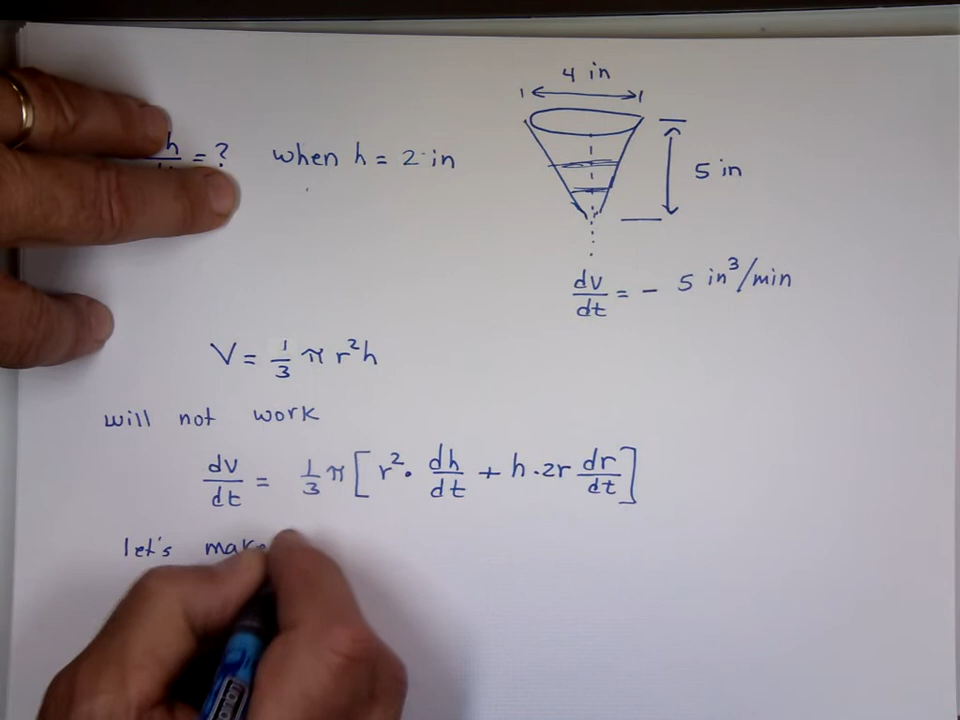 4 in
h = ? when h = 2 in
5 in
dv/dt = - 5 in³/min
V = 1/3 π r²h
will not work
dv/dt = 1/3 π [ r² · dh/dt + h · 2r dr/dt ]
let's make